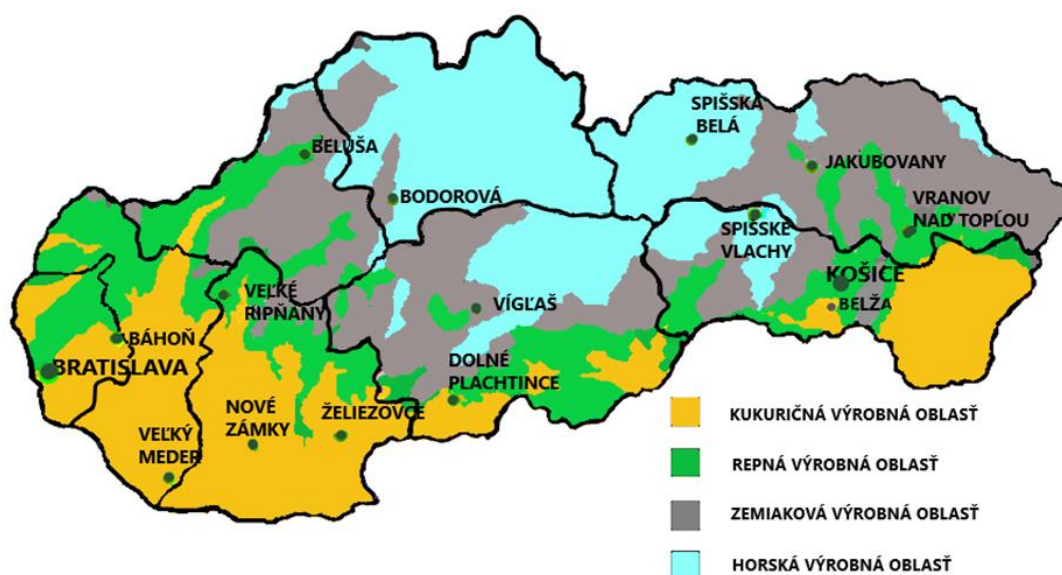 SPIŠSKÁ
BELÁ
BELUŠA
JAKUBOVANY
BODOROVÁ
VRANOV
NAD TOPĽOU
SPIŠSKÉ
VLACHY
KOŠICE
VEĽKÉ
RIPŇANY
VÍGĽAŠ
BELŽA
BÁHOŇ
BRATISLAVA
DOLNÉ
PLACHTINCE
NOVÉ
ZÁMKY
ŽELIEZOVCE
VEĽKÝ
MEDER
KUKURIČNÁ VÝROBNÁ OBLASŤ
REPNÁ VÝROBNÁ OBLASŤ
ZEMIAKOVÁ VÝROBNÁ OBLASŤ
HORSKÁ VÝROBNÁ OBLASŤ